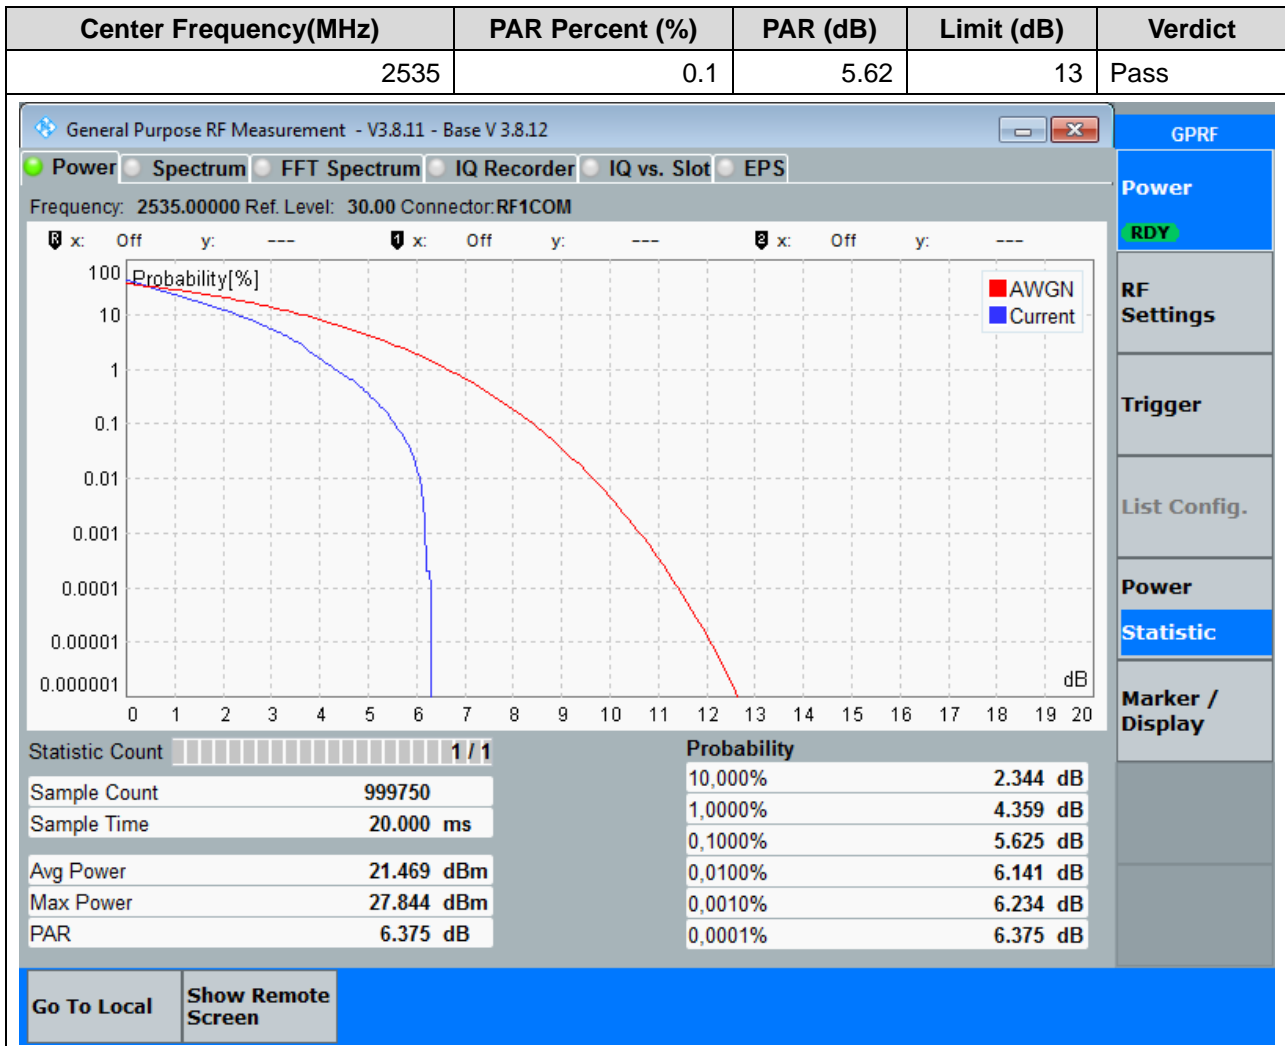 Center Frequency(MHz) PAR Percent (%) PAR (dB) Limit (dB) Verdict
2535 0.1 5.62 13 Pass
General Purpose RF Measurement - V3.8.11 - Base V 3.8.12
GPRF
Power Spectrum FFT Spectrum IQ Recorder IQ vs. Slot EPS
Frequency: 2535.00000 Ref. Level: 30.00 Connector: RF1COM
R x: Off y: --- 1 x: Off y: --- 2 x: Off y: ---
Probability[%]
AWGN
Current
100
10
1
0.1
0.01
0.001
0.0001
0.00001
0.000001
dB
0 1 2 3 4 5 6 7 8 9 10 11 12 13 14 15 16 17 18 19 20
Statistic Count 1 / 1
Sample Count 999750
Sample Time 20.000 ms
Avg Power 21.469 dBm
Max Power 27.844 dBm
PAR 6.375 dB
Probability
10,000% 2.344 dB
1,0000% 4.359 dB
0,1000% 5.625 dB
0,0100% 6.141 dB
0,0010% 6.234 dB
0,0001% 6.375 dB
Power
RDY
RF
Settings
Trigger
List Config.
Power
Statistic
Marker /
Display
Go To Local
Show Remote
Screen